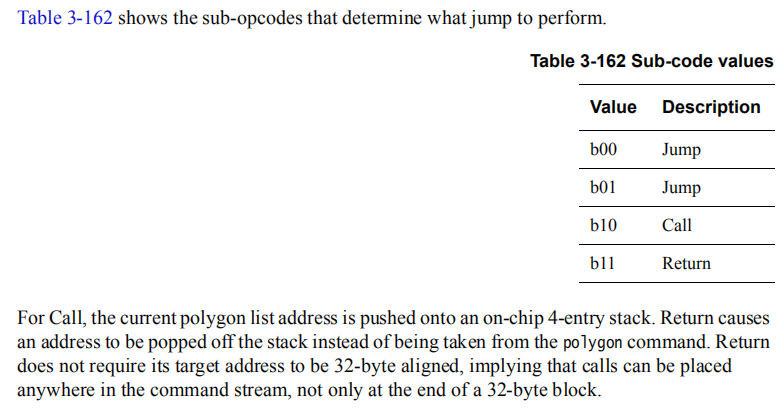 Table 3-162 shows the sub-opcodes that determine what jump to perform.
Table 3-162 Sub-code values
Value Description
b00 Jump
b01 Jump
b10 Call
b11 Return
For Call, the current polygon list address is pushed onto an on-chip 4-entry stack. Return causes
an address to be popped off the stack instead of being taken from the polygon command. Return
does not require its target address to be 32-byte aligned, implying that calls can be placed
anywhere in the command stream, not only at the end of a 32-byte block.